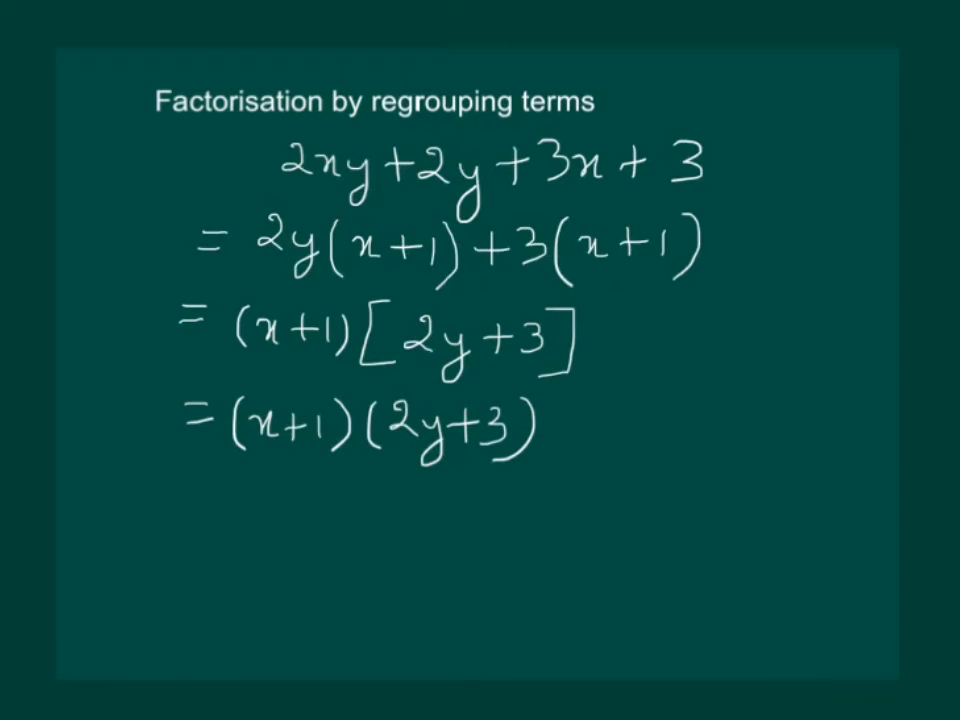 Factorisation by regrouping terms
2xy+2y+3x+3
= 2y(x+1)+3(x+1)
= (x+1)[2y+3]
= (x+1)(2y+3)